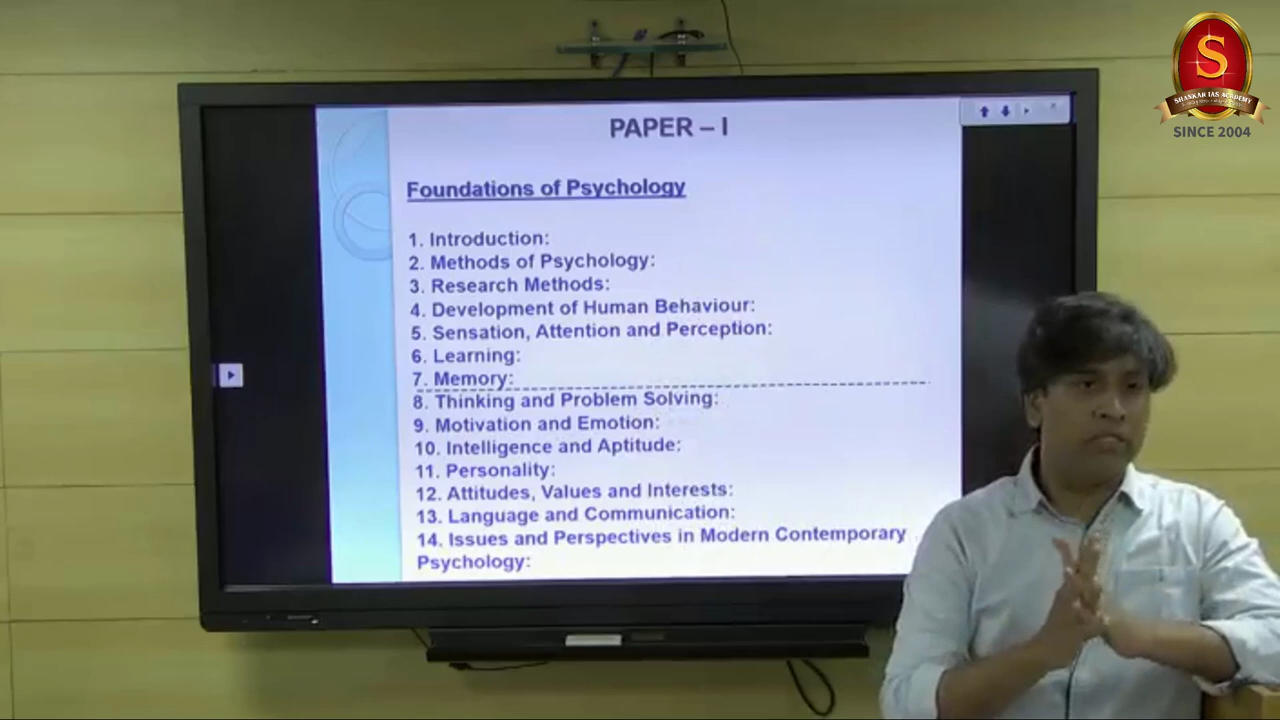 PAPER – I
Foundations of Psychology
1. Introduction:
2. Methods of Psychology:
3. Research Methods:
4. Development of Human Behaviour:
5. Sensation, Attention and Perception:
6. Learning:
7. Memory:
8. Thinking and Problem Solving:
9. Motivation and Emotion:
10. Intelligence and Aptitude:
11. Personality:
12. Attitudes, Values and Interests:
13. Language and Communication:
14. Issues and Perspectives in Modern Contemporary
Psychology:
S
SHANKAR IAS ACADEMY
SINCE 2004